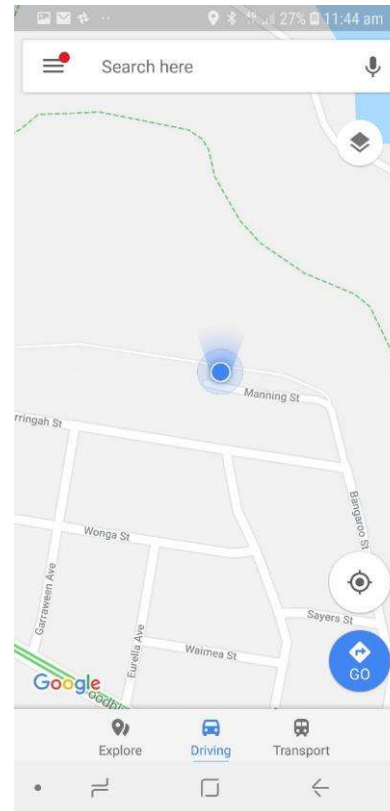 4G 27% 11:44 am
Search here
Manning St
rringah St
Bangaroo St
Wonga St
Garraween Ave
Sayers St
Eurella Ave
Waimea St
GO
Google
Explore
Driving
Transport